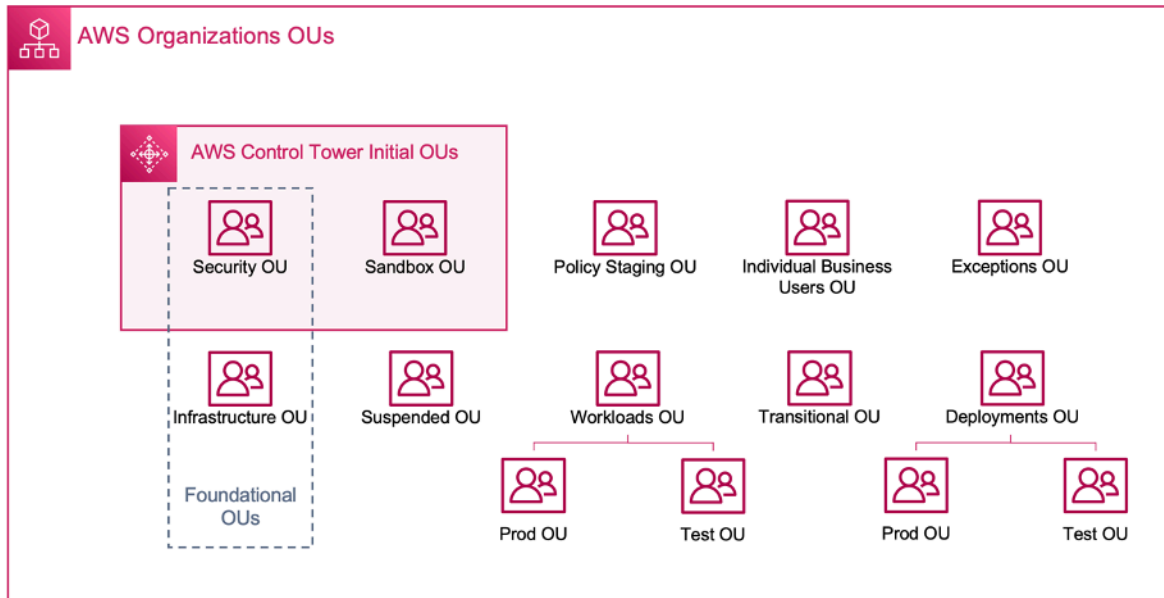 AWS Organizations OUs
AWS Control Tower Initial OUs
Security OU
Sandbox OU
Policy Staging OU
Individual Business
Users OU
Exceptions OU
Infrastructure OU
Suspended OU
Workloads OU
Transitional OU
Deployments OU
Foundational
OUs
Prod OU
Test OU
Prod OU
Test OU